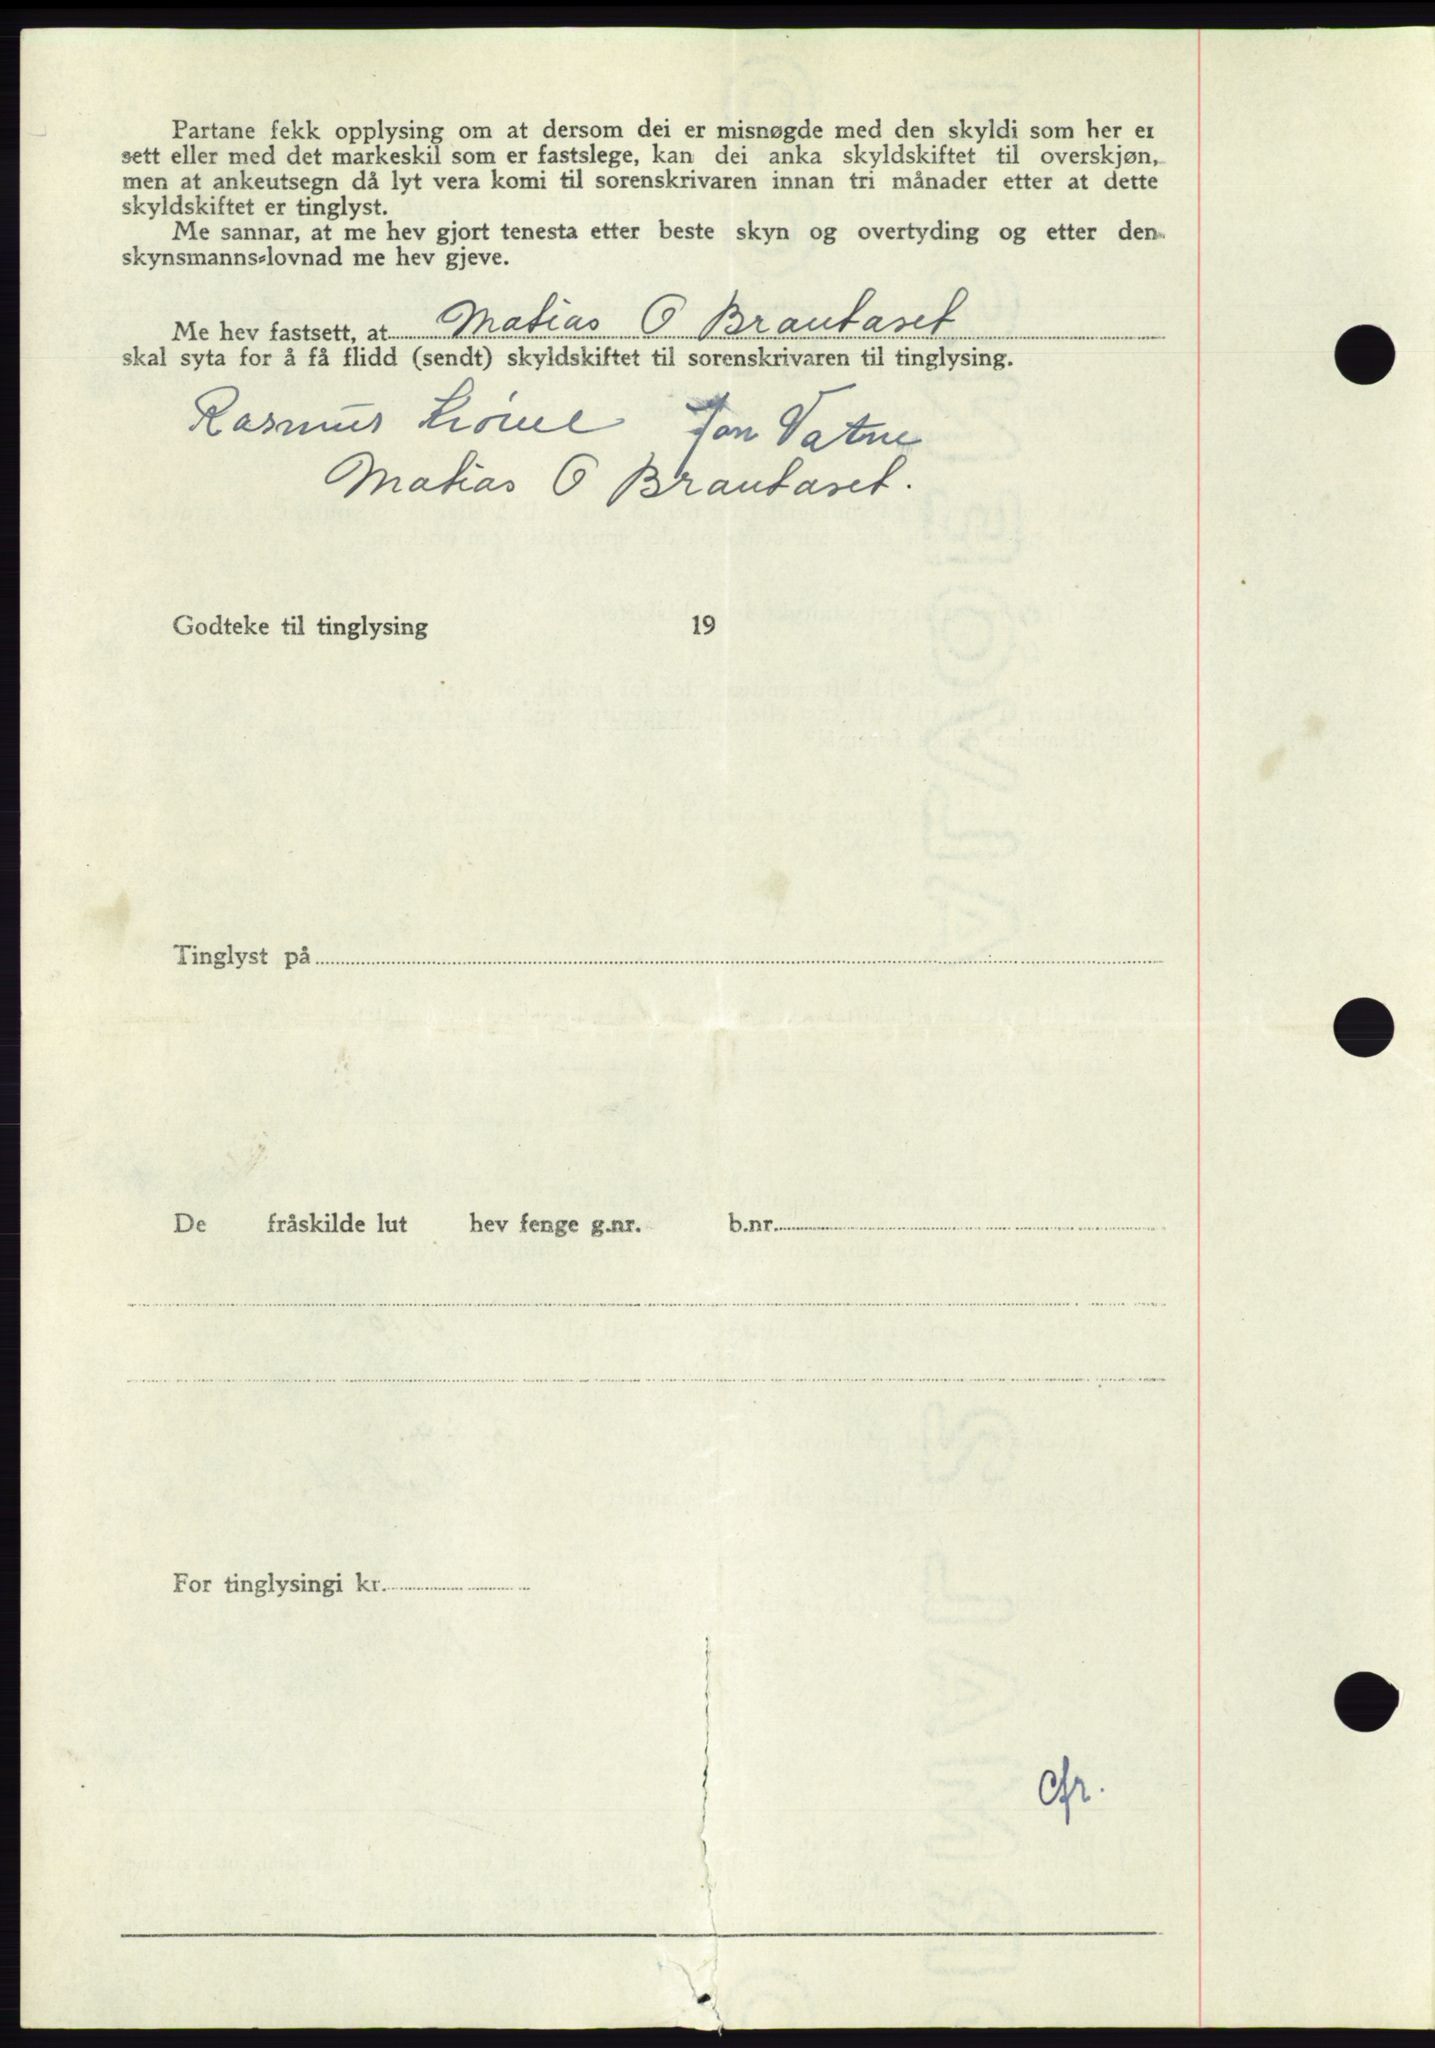 Partane fekk opplysing om at dersom dei er misnøgde med den skyldi som her er
sett eller med det markeskil som er fastslege, kan dei anka skyldskiftet til overskjøn,
men at ankeutsegn då lyt vera komi til sorenskrivaren innan tri månader etter at dette
skyldskiftet er tinglyst.
Me sannar, at me hev gjort tenesta etter beste skyn og overtyding og etter den
skynsmanns-lovnad me hev gjeve.
Me hev fastsett, at Matias O Brautaset
skal syta for å få flidd (sendt) skyldskiftet til sorenskrivaren til tinglysing.
Rasmus Jon Vatne
Matias O Brautaset.
Godteke til tinglysing 19
Tinglyst på
De fråskilde lut hev fenge g.nr. b.nr.
For tinglysingi kr.
cfr.